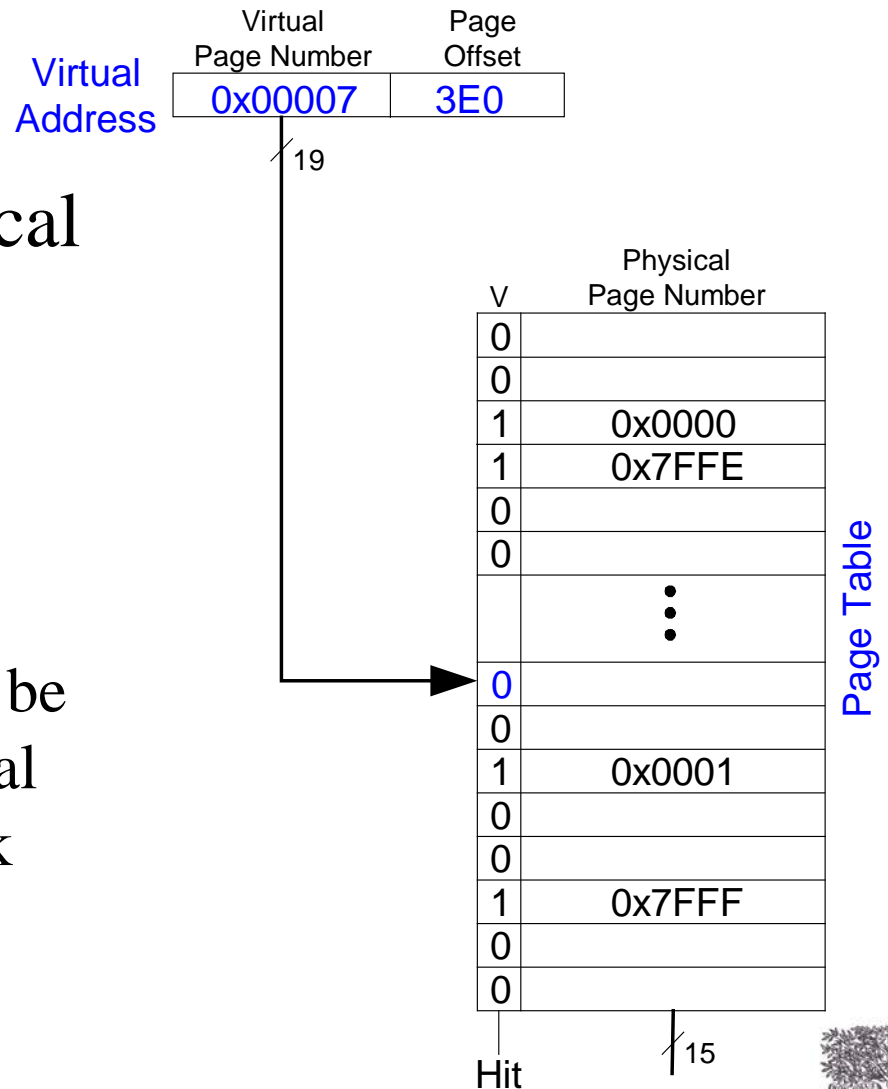 Virtual Page
Page Number Offset
Virtual
Address
0x00007 3E0
19
cal
Physical
V Page Number
0
0
1 0x0000
1 0x7FFE
0
0
Page Table
0
0
1 0x0001
0
0
1 0x7FFF
0
0
be
al
k
15
Hit